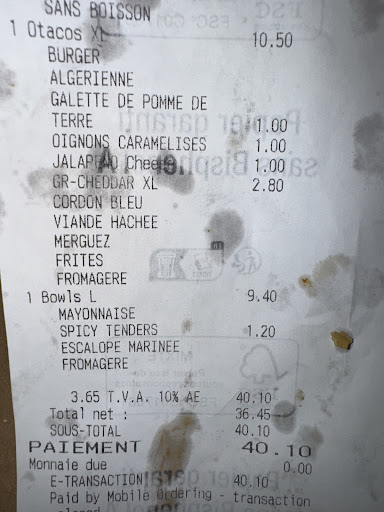 SANS BOISSON
1 Otacos XL 10.50
BURGER
ALGERIENNE
GALETTE DE POMME DE
TERRE 1.00
OIGNONS CARAMELISES 1.00
JALAPENO Cheese 1.00
GR-CHEDDAR XL 2.80
CORDON BLEU
VIANDE HACHEE
MERGUEZ
FRITES
FROMAGERE
1 Bowls L 9.40
MAYONNAISE
SPICY TENDERS 1.20
ESCALOPE MARINEE
FROMAGERE
3.65 T.V.A. 10% AE 40.10
Total net : 36.45
SOUS-TOTAL 40.10
PAIEMENT 40.10
Monnaie due 0.00
E-TRANSACTION 40.10
Paid by Mobile Ordering - transaction